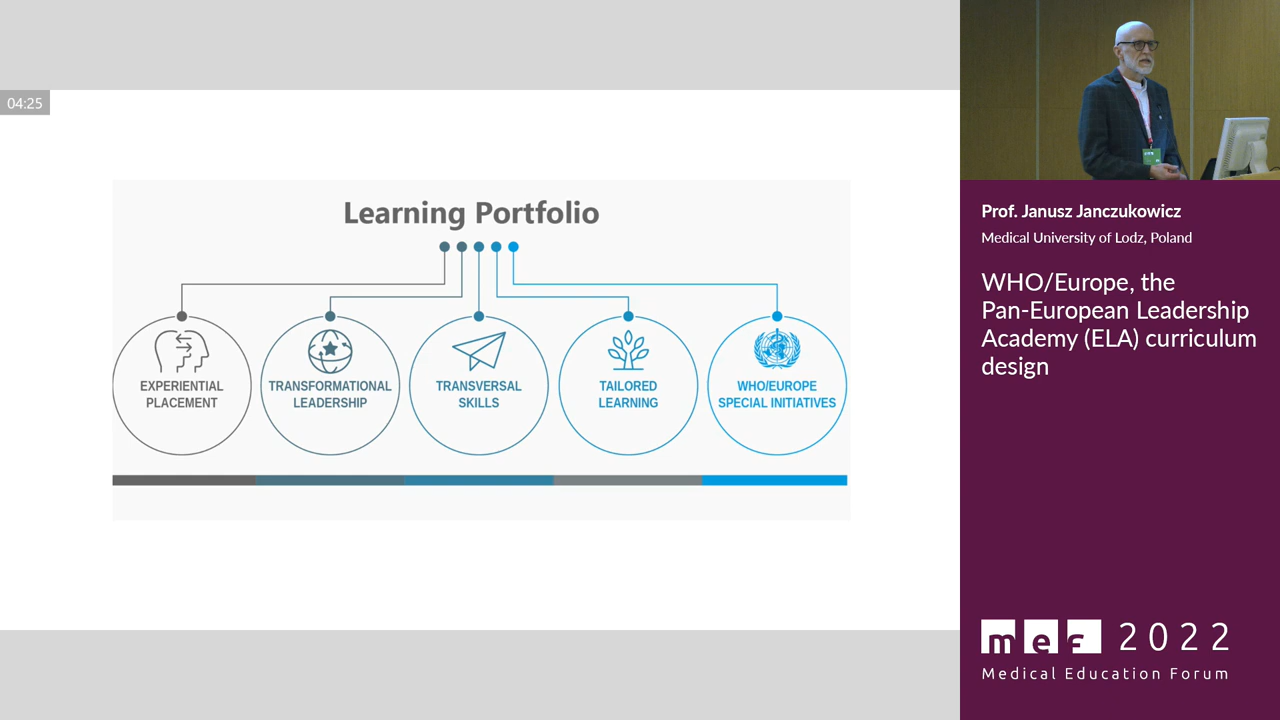 04:25
Learning Portfolio
EXPERIENTIAL
PLACEMENT
TRANSFORMATIONAL
LEADERSHIP
TRANSVERSAL
SKILLS
TAILORED
LEARNING
WHO/EUROPE
SPECIAL INITIATIVES
Prof. Janusz Janczukowicz
Medical University of Lodz, Poland
WHO/Europe, the
Pan-European Leadership
Academy (ELA) curriculum
design
mef 2022
Medical Education Forum